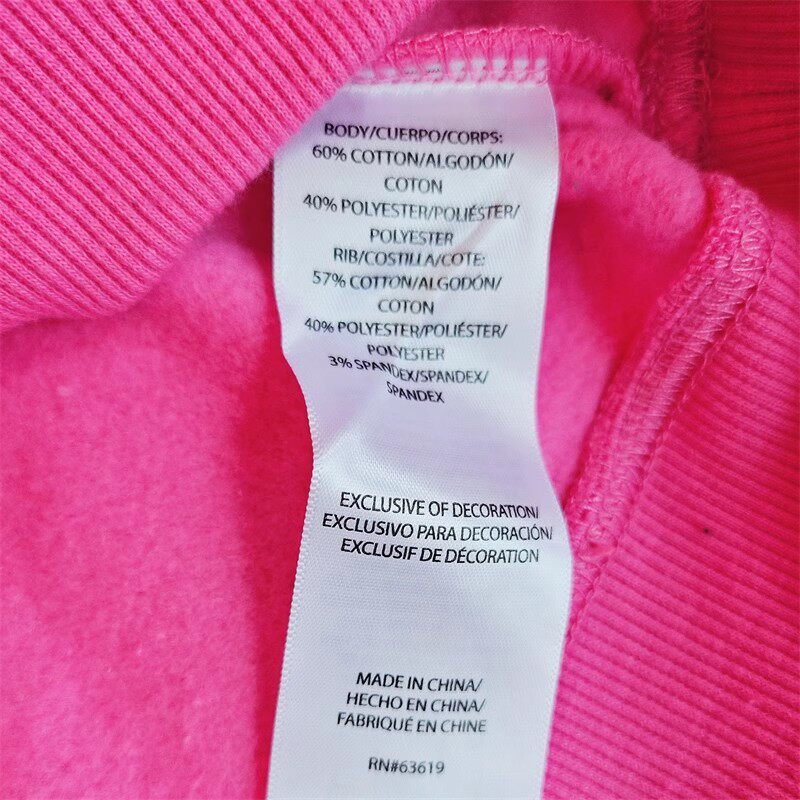 BODY/CUERPO/CORPS:
60% COTTON/ALGODÓN/
COTON
40% POLYESTER/POLIÉSTER/
POLYESTER
RIB/COSTILLA/COTE:
57% COTTON/ALGODÓN/
COTON
40% POLYESTER/POLIÉSTER/
POLYESTER
3% SPANDEX/SPANDEX/
SPANDEX
EXCLUSIVE OF DECORATION/
EXCLUSIVO PARA DECORACIÓN/
EXCLUSIF DE DÉCORATION
MADE IN CHINA/
HECHO EN CHINA/
FABRIQUÉ EN CHINE
RN#63619